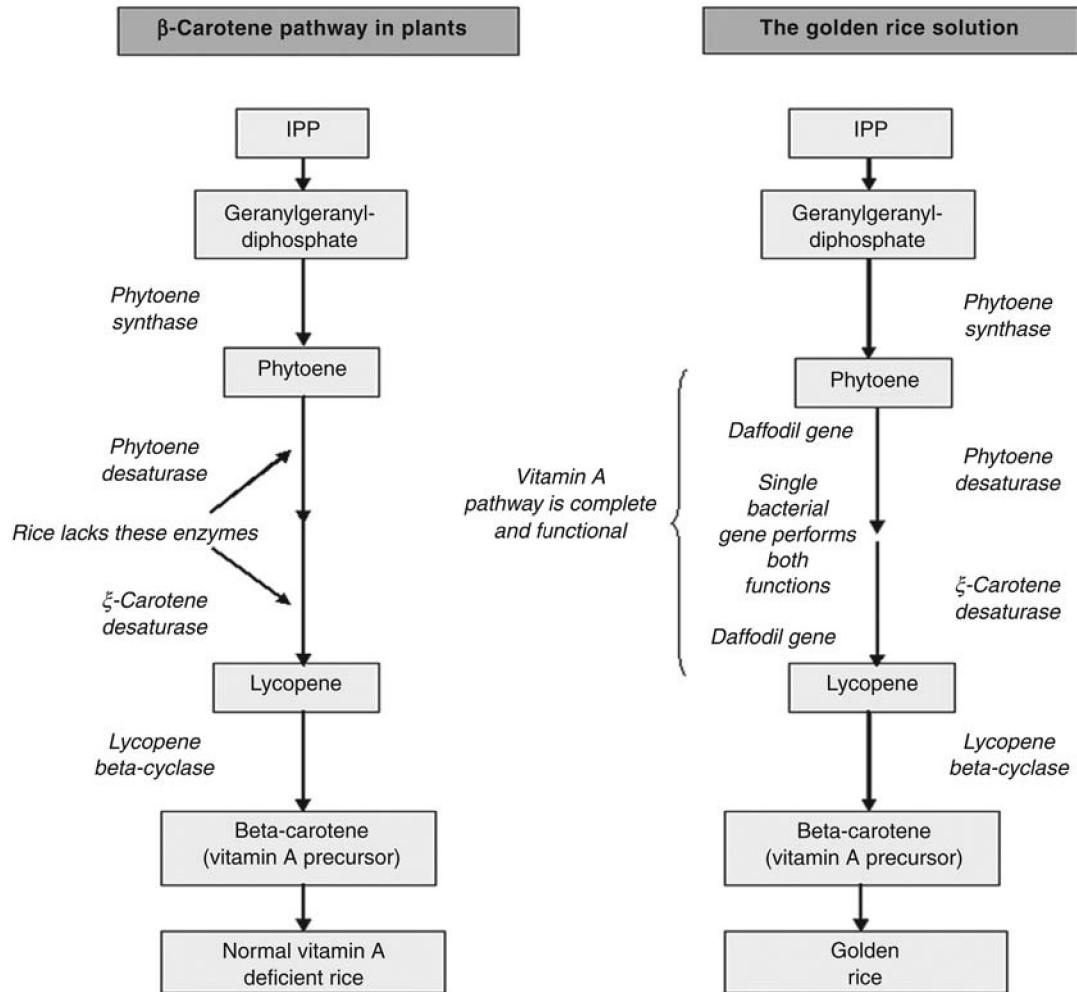 β-Carotene pathway in plants
IPP
Geranylgeranyl-
diphosphate
Phytoene
synthase
Phytoene
Phytoene
desaturase
Rice lacks these enzymes
ξ-Carotene
desaturase
Lycopene
Lycopene
beta-cyclase
Beta-carotene
(vitamin A precursor)
Normal vitamin A
deficient rice
The golden rice solution
IPP
Geranylgeranyl-
diphosphate
Phytoene
synthase
Phytoene
Daffodil gene
Phytoene
desaturase
Vitamin A
pathway is complete
and functional
Single
bacterial
gene performs
both
functions
ξ-Carotene
desaturase
Daffodil gene
Lycopene
Lycopene
beta-cyclase
Beta-carotene
(vitamin A precursor)
Golden
rice